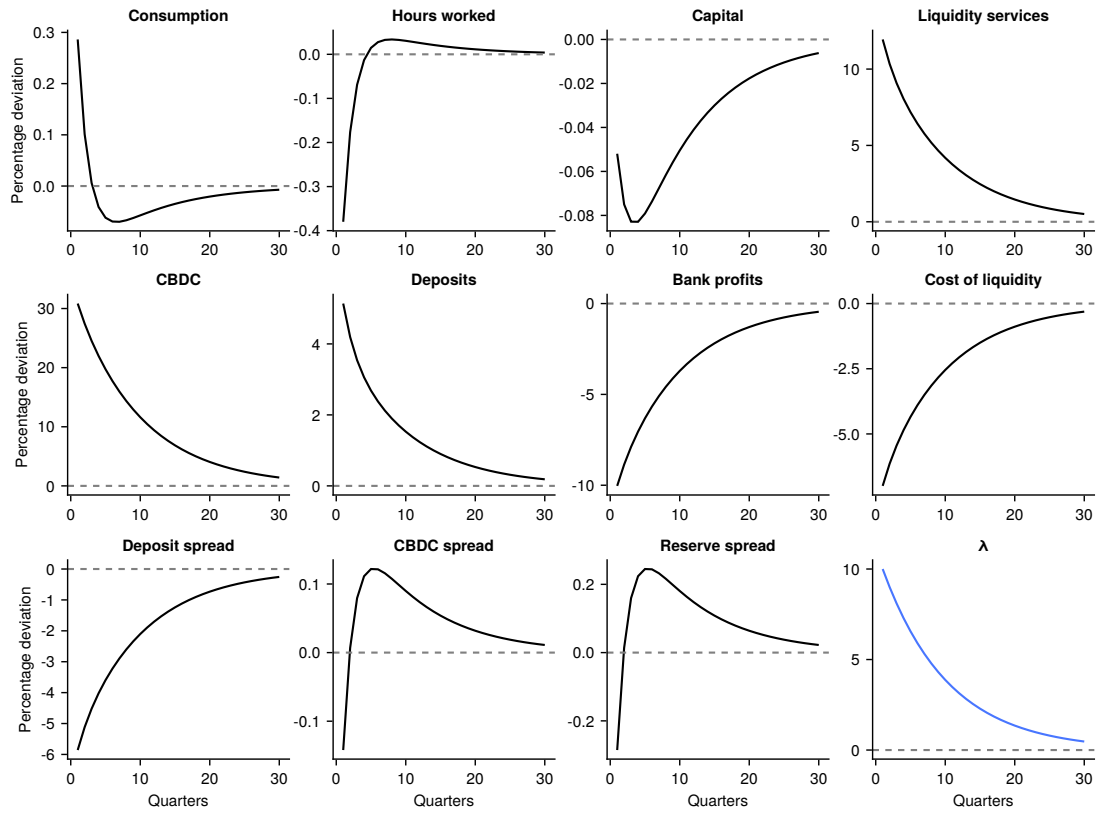 Consumption
Hours worked
Capital
Liquidity services
Percentage deviation
0.3
0.2
0.1
0.0
0 10 20 30
0.0
-0.1
-0.2
-0.3
-0.4
0 10 20 30
0.00
-0.02
-0.04
-0.06
-0.08
0 10 20 30
10
5
0
0 10 20 30
CBDC
Deposits
Bank profits
Cost of liquidity
Percentage deviation
30
20
10
0
0 10 20 30
4
2
0
0 10 20 30
0
-5
-10
0 10 20 30
0.0
-2.5
-5.0
0 10 20 30
Deposit spread
CBDC spread
Reserve spread
λ
Percentage deviation
0
-1
-2
-3
-4
-5
-6
0 10 20 30
Quarters
0.1
0.0
-0.1
0 10 20 30
Quarters
0.2
0.0
-0.2
0 10 20 30
Quarters
10
5
0
0 10 20 30
Quarters